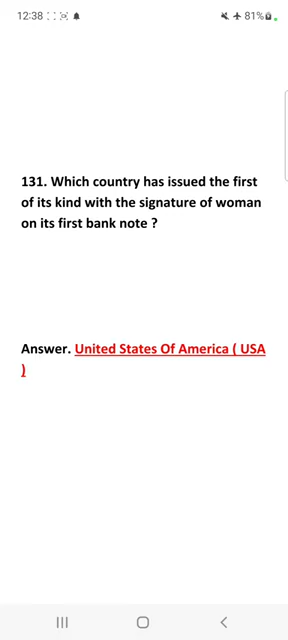 12:38 81%
131. Which country has issued the first
of its kind with the signature of woman
on its first bank note ?
Answer. United States Of America ( USA
)